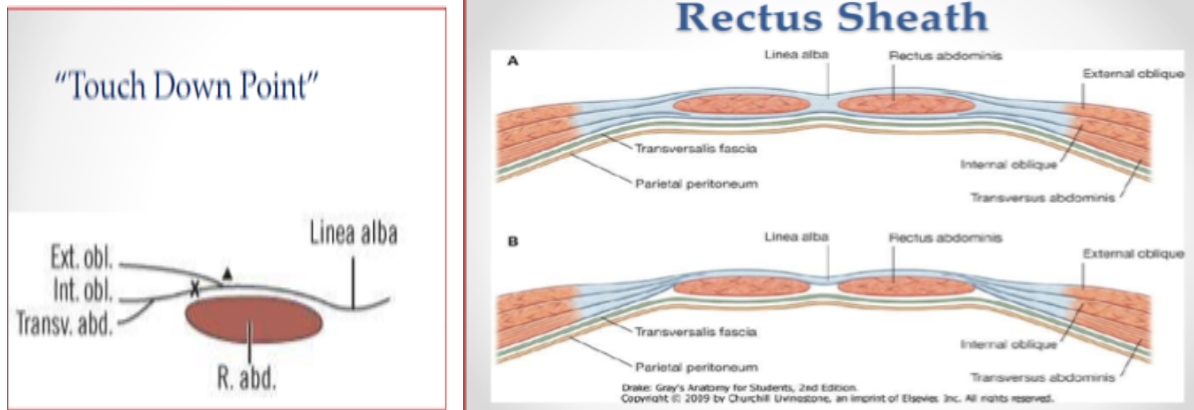 “Touch Down Point”
Linea alba
Ext. obl.
Int. obl.
X
Transv. abd.
R. abd.
Rectus Sheath
A
Linea alba
Rectus abdominis
External oblique
Transversalis fascia
Internal oblique
Parietal peritoneum
Transversus abdominis
B
Linea alba
Rectus abdominis
External oblique
Transversalis fascia
Internal oblique
Parietal peritoneum
Transversus abdominis
Drake: Gray's Anatomy for Students, 2nd Edition.
Copyright © 2009 by Churchill Livingstone, an imprint of Elsevier, Inc. All rights reserved.